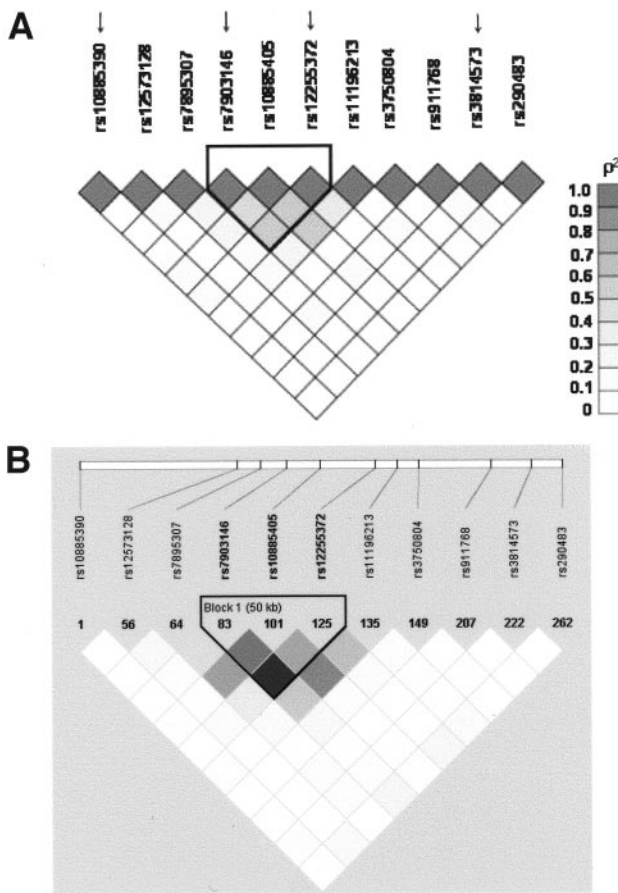 A
rs10885390
rs12573128
rs7895307
rs7903146
rs10885405
rs12255372
rs11196213
rs3750804
rs911768
rs3814573
rs290483
ρ²
1.0
0.9
0.8
0.7
0.6
0.5
0.4
0.3
0.2
0.1
0
B
rs10885390
rs12573128
rs7895307
rs7903146
rs10885405
rs12255372
rs11196213
rs3750804
rs911768
rs3814573
rs290483
Block 1 (50 kb)
1 56 64 83 101 125 135 149 207 222 262